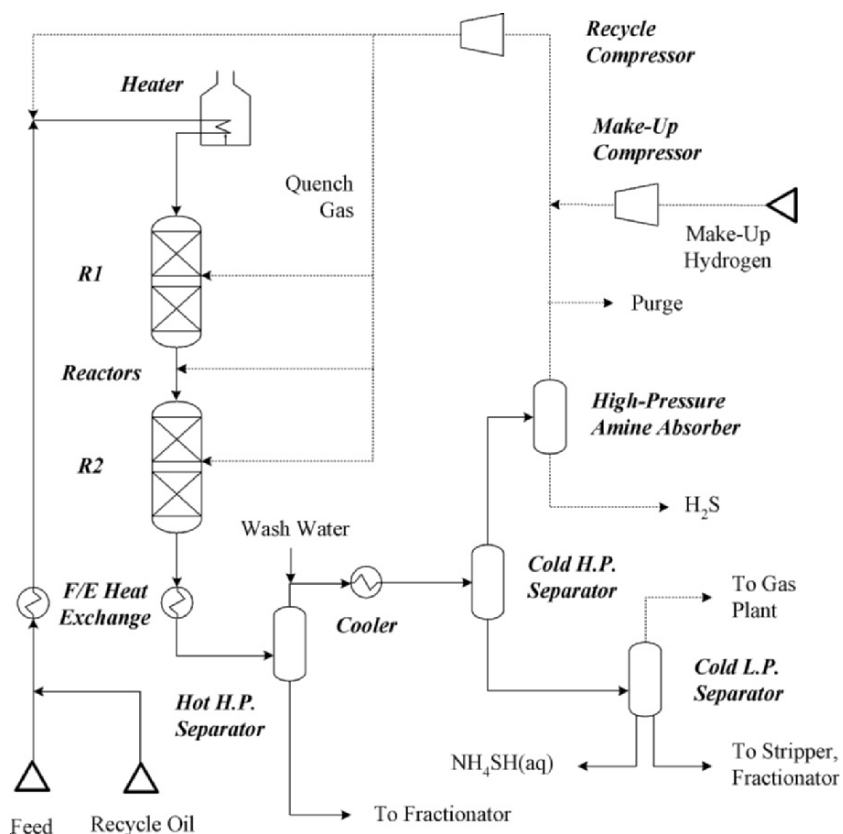 Recycle
Compressor
Heater
Make-Up
Compressor
Quench
Gas
Make-Up
Hydrogen
R1
Purge
Reactors
High-Pressure
Amine Absorber
R2
H₂S
Wash Water
Cold H.P.
Separator
F/E Heat
Exchange
Cooler
To Gas
Plant
Cold L.P.
Separator
Hot H.P.
Separator
NH₄SH(aq)
To Stripper,
Fractionator
To Fractionator
Feed
Recycle Oil